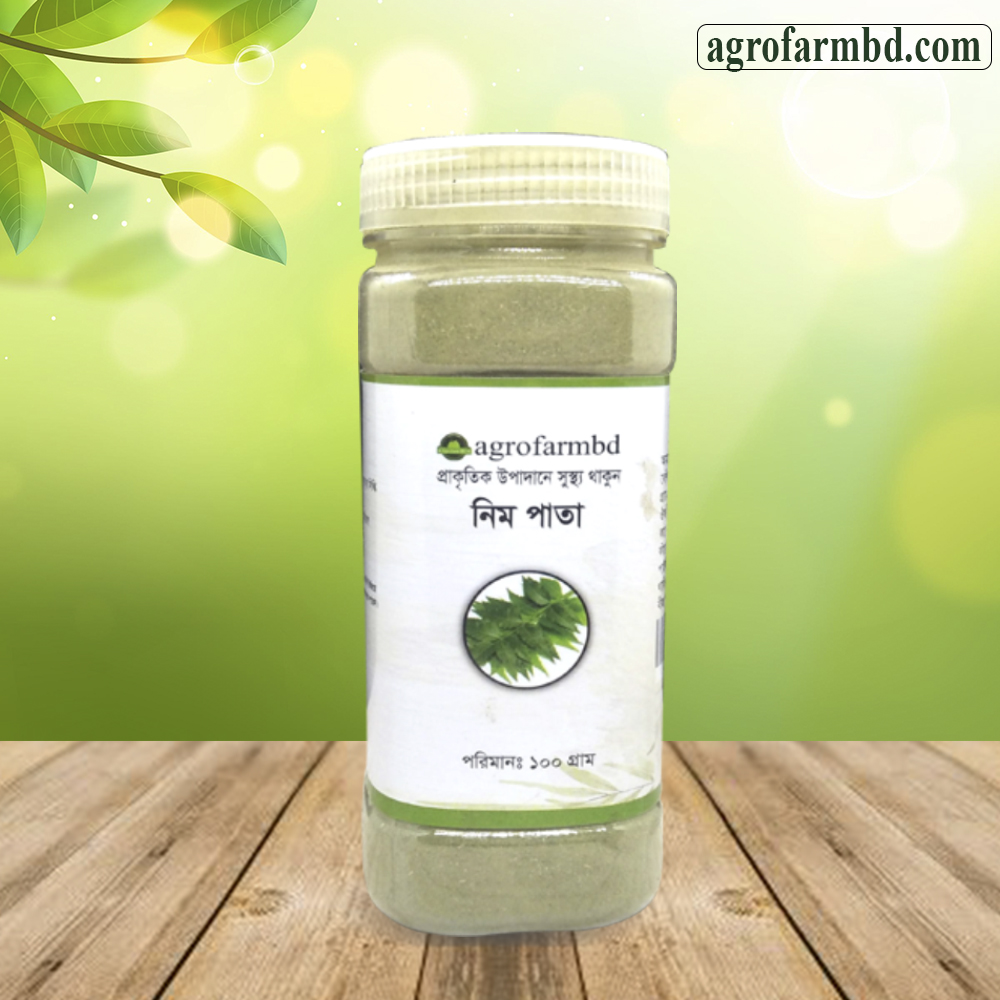 agrofarmbd.com
agrofarmbd
প্রাকৃতিক উপাদানে সুস্থ্য থাকুন
নিম পাতা
পরিমানঃ ১০০ গ্রাম